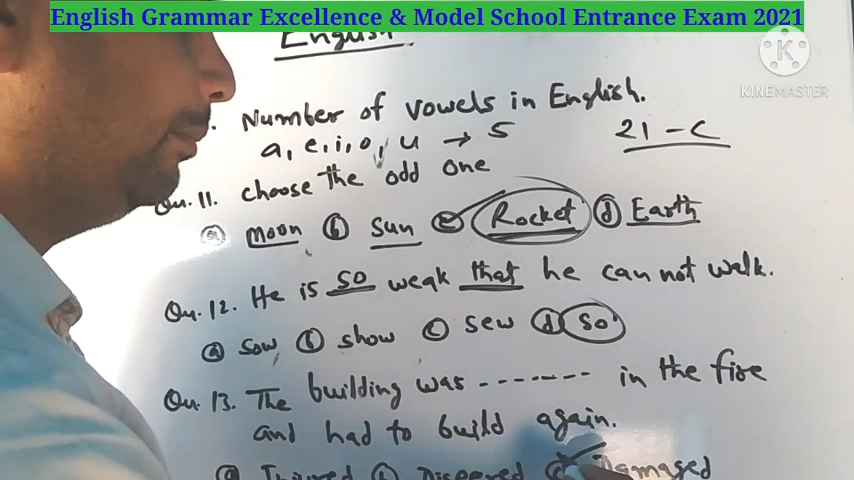 English Grammar Excellence & Model School Entrance Exam 2021
English.
KINEMASTER
Number of vowels in English.
a, e, i, o, u → 5
21 - C
Qu. 11. choose the odd one
a moon b sun c Rocket d Earth
Qu. 12. He is so weak that he can not walk.
a sow b show c sew d so
Qu. 13. The building was ------- in the fire
and had to build again.
a Injured b c Damaged